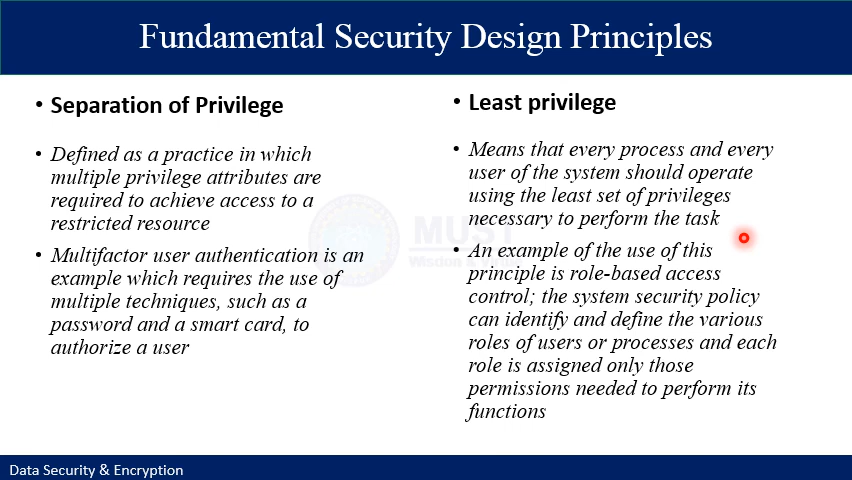 Fundamental Security Design Principles
• Separation of Privilege
• Defined as a practice in which
multiple privilege attributes are
required to achieve access to a
restricted resource
• Multifactor user authentication is an
example which requires the use of
multiple techniques, such as a
password and a smart card, to
authorize a user
• Least privilege
• Means that every process and every
user of the system should operate
using the least set of privileges
necessary to perform the task
• An example of the use of this
principle is role-based access
control; the system security policy
can identify and define the various
roles of users or processes and each
role is assigned only those
permissions needed to perform its
functions
MUST
Wisdom &
Data Security & Encryption